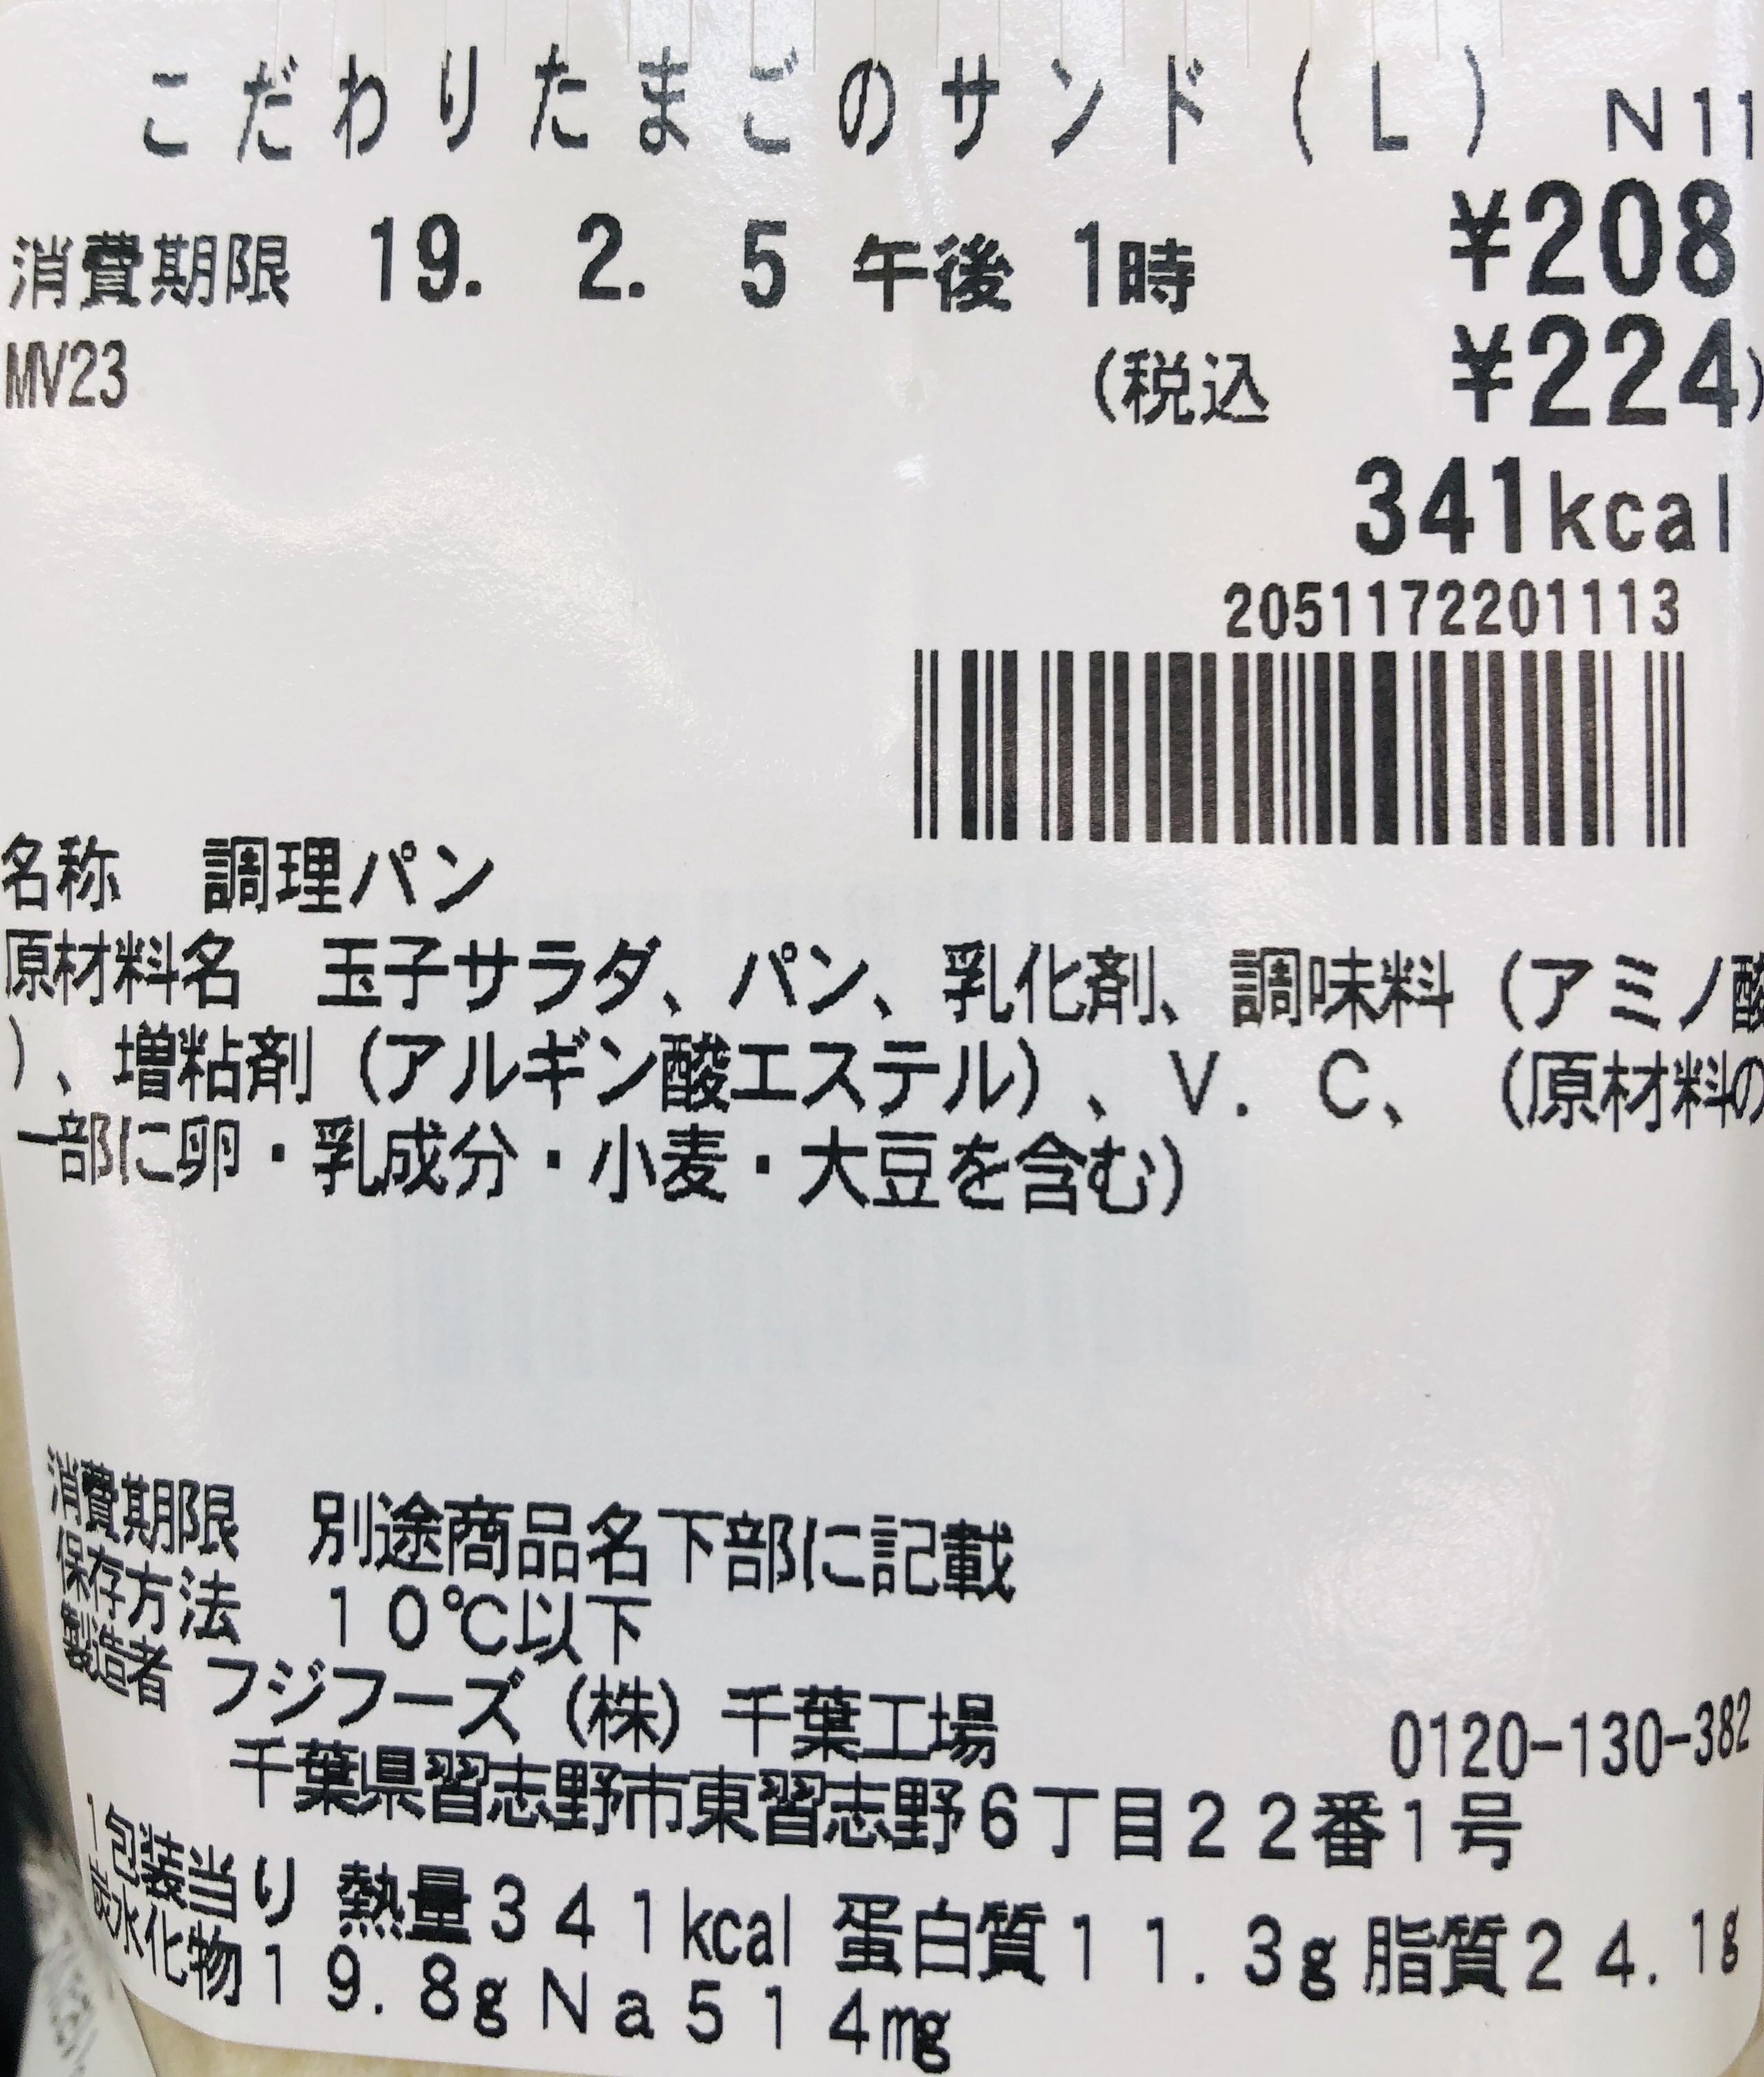 こだわりたまごのサンド(L) N11
消費期限 19. 2. 5 午後 1時 ¥208
MV23 (税込 ¥224)
341kcal
2051172201113
名称 調理パン
原材料名 玉子サラダ、パン、乳化剤、調味料(アミノ酸
)、増粘剤(アルギン酸エステル)、V.C、(原材料の
一部に卵・乳成分・小麦・大豆を含む)
消費期限 別途商品名下部に記載
保存方法 10℃以下
製造者 フジフーズ(株)千葉工場 0120-130-382
千葉県習志野市東習志野6丁目22番1号
1包装当り 熱量341kcal 蛋白質11.3g 脂質24.1g
炭水化物19.8g Na514mg